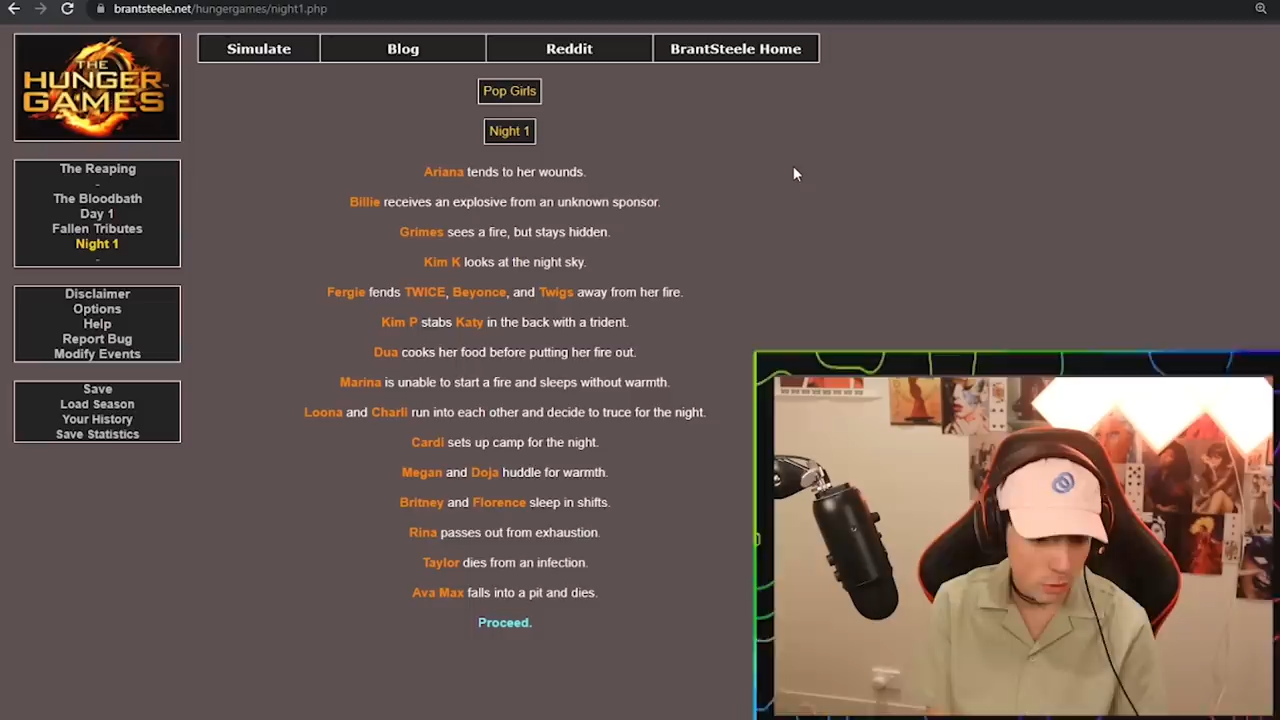 brantsteele.net/hungergames/night1.php
THE
HUNGER
GAMES
Simulate
Blog
Reddit
BrantSteele Home
The Reaping
-
The Bloodbath
Day 1
Fallen Tributes
Night 1
-
Disclaimer
Options
Help
Report Bug
Modify Events
Save
Load Season
Your History
Save Statistics
Pop Girls
Night 1
Ariana tends to her wounds.
Billie receives an explosive from an unknown sponsor.
Grimes sees a fire, but stays hidden.
Kim K looks at the night sky.
Fergie fends TWICE, Beyonce, and Twigs away from her fire.
Kim P stabs Katy in the back with a trident.
Dua cooks her food before putting her fire out.
Marina is unable to start a fire and sleeps without warmth.
Loona and Charli run into each other and decide to truce for the night.
Cardi sets up camp for the night.
Megan and Doja huddle for warmth.
Britney and Florence sleep in shifts.
Rina passes out from exhaustion.
Taylor dies from an infection.
Ava Max falls into a pit and dies.
Proceed.